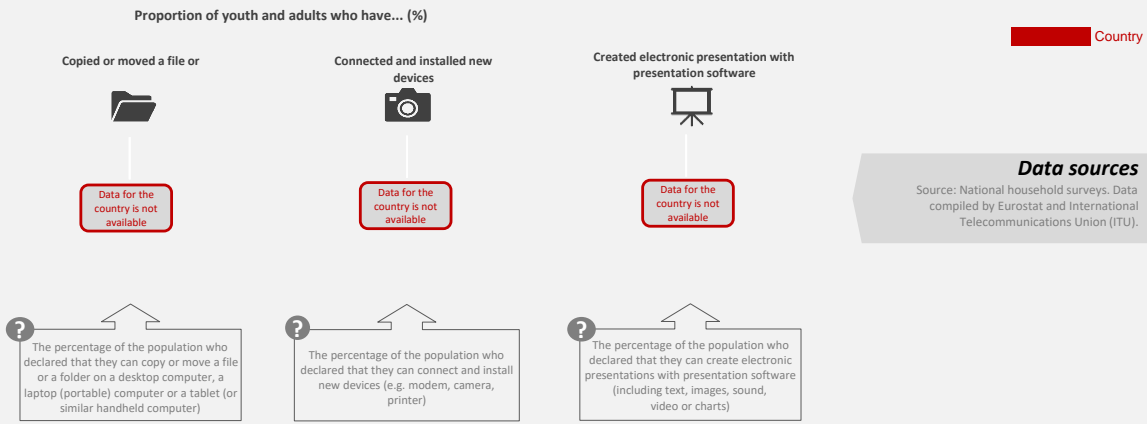 Proportion of youth and adults who have... (%)
Country
Copied or moved a file or
Connected and installed new
devices
Created electronic presentation with
presentation software
Data for the
country is not
available
Data for the
country is not
available
Data for the
country is not
available
Data sources
Source: National household surveys. Data
compiled by Eurostat and International
Telecommunications Union (ITU).
?
The percentage of the population who
declared that they can copy or move a file
or a folder on a desktop computer, a
laptop (portable) computer or a tablet (or
similar handheld computer)
?
The percentage of the population who
declared that they can connect and install
new devices (e.g. modem, camera,
printer)
?
The percentage of the population who
declared that they can create electronic
presentations with presentation software
(including text, images, sound,
video or charts)